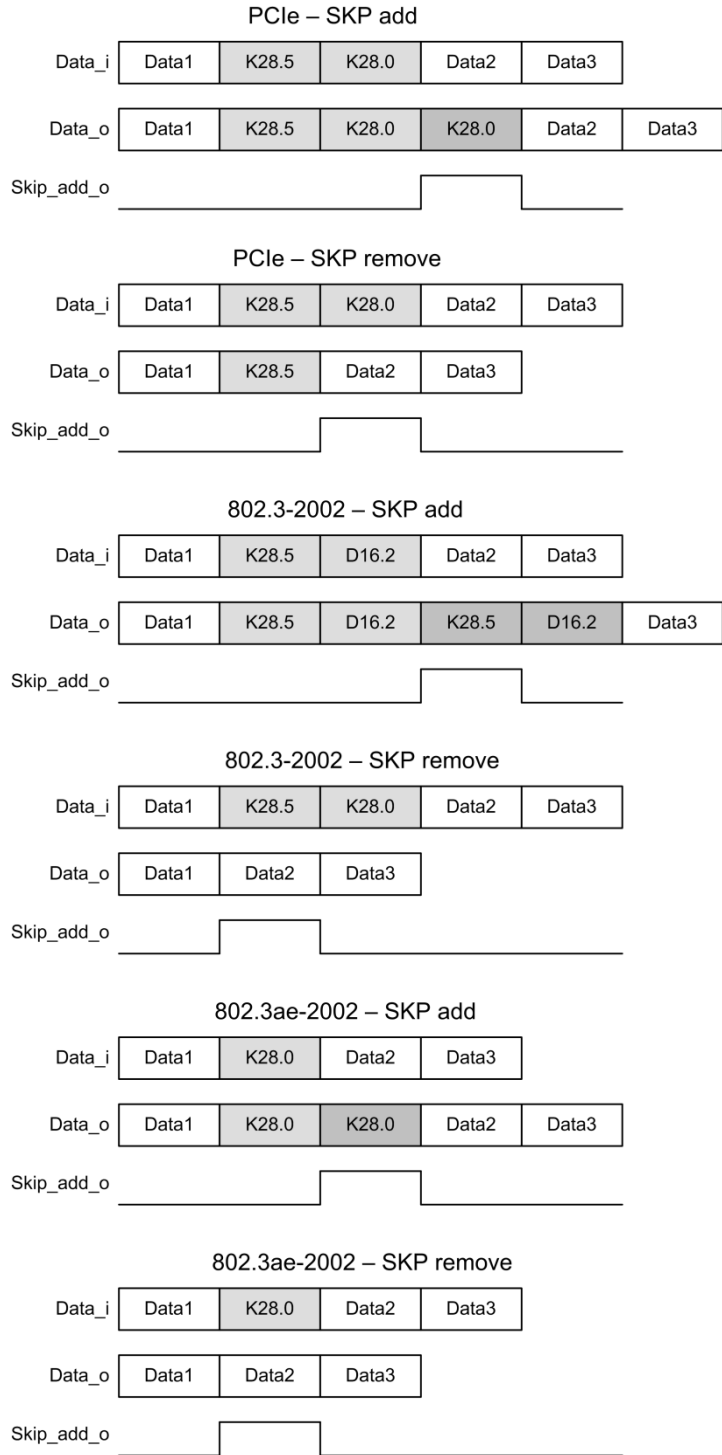 PCIe – SKP add
Data_i Data1 K28.5 K28.0 Data2 Data3
Data_o Data1 K28.5 K28.0 K28.0 Data2 Data3
Skip_add_o
PCIe – SKP remove
Data_i Data1 K28.5 K28.0 Data2 Data3
Data_o Data1 K28.5 Data2 Data3
Skip_add_o
802.3-2002 – SKP add
Data_i Data1 K28.5 D16.2 Data2 Data3
Data_o Data1 K28.5 D16.2 K28.5 D16.2 Data3
Skip_add_o
802.3-2002 – SKP remove
Data_i Data1 K28.5 K28.0 Data2 Data3
Data_o Data1 Data2 Data3
Skip_add_o
802.3ae-2002 – SKP add
Data_i Data1 K28.0 Data2 Data3
Data_o Data1 K28.0 K28.0 Data2 Data3
Skip_add_o
802.3ae-2002 – SKP remove
Data_i Data1 K28.0 Data2 Data3
Data_o Data1 Data2 Data3
Skip_add_o